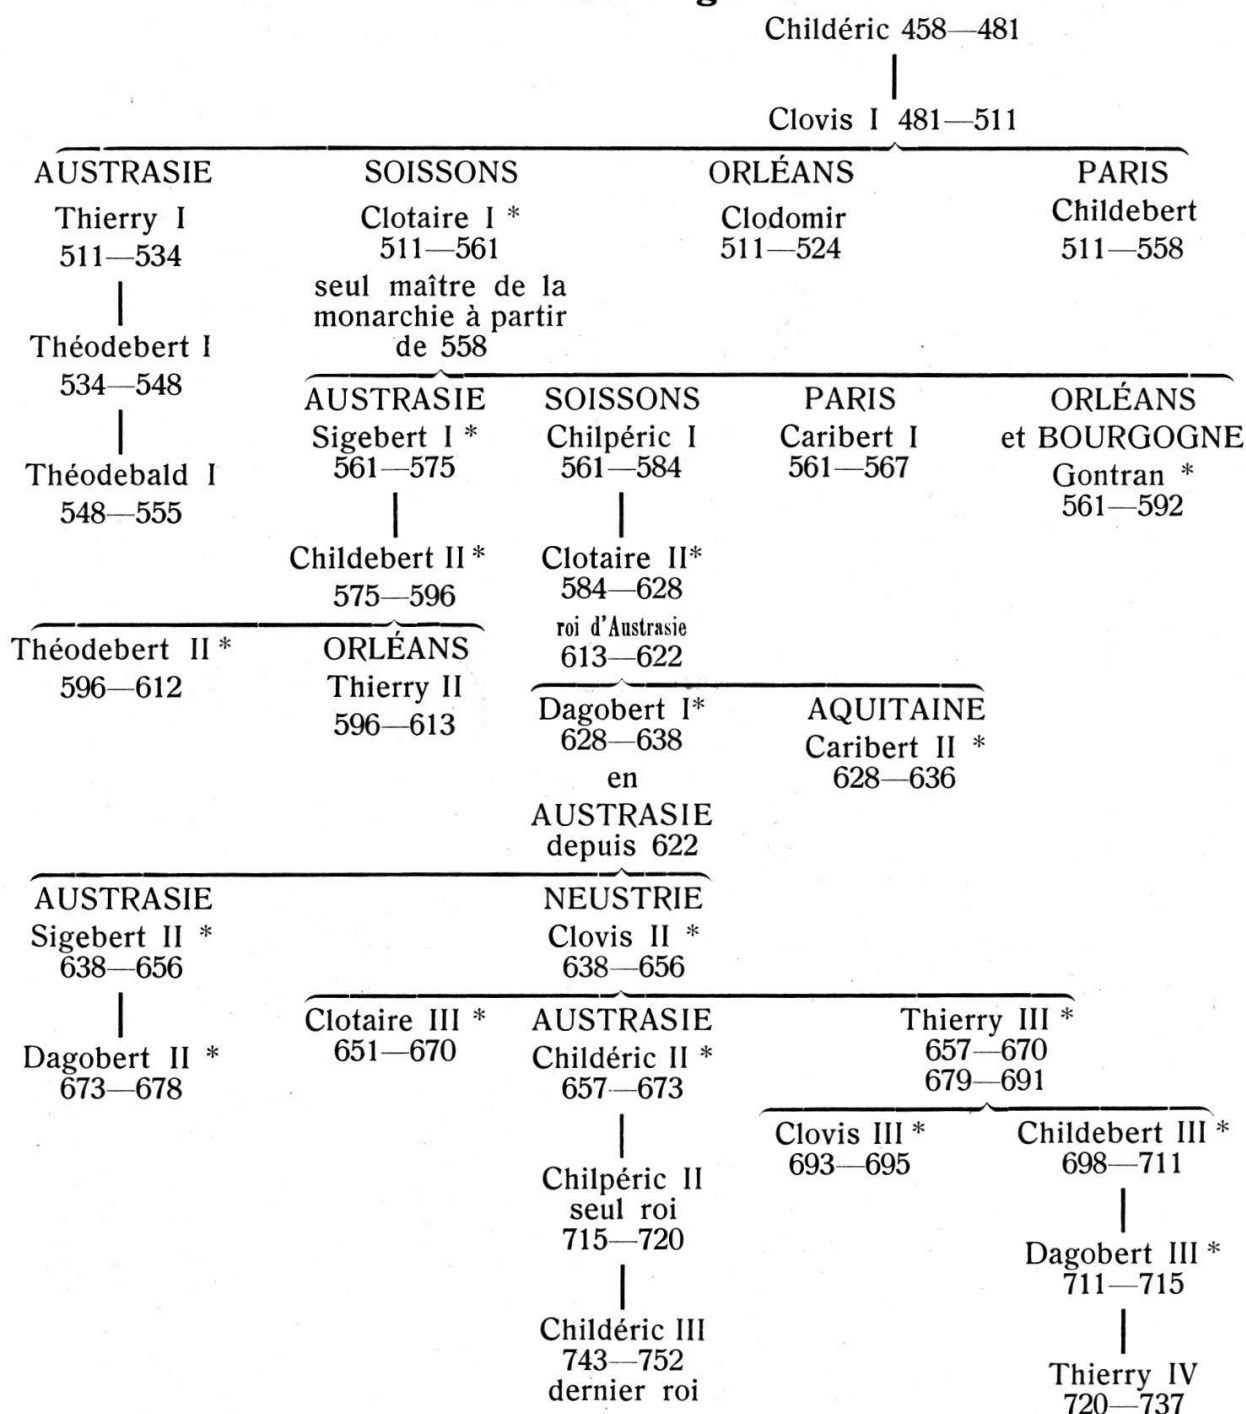 Childéric 458—481
Clovis I 481—511
AUSTRASIE SOISSONS ORLÉANS PARIS
Thierry I Clotaire I * Clodomir Childebert
511—534 511—561 511—524 511—558
seul maître de la
monarchie à partir
de 558
Théodebert I
534—548
AUSTRASIE SOISSONS PARIS ORLÉANS
Sigebert I * Chilpéric I Caribert I et BOURGOGNE
561—575 561—584 561—567 Gontran *
561—592
Théodebald I
548—555
Childebert II * Clotaire II*
575—596 584—628
roi d'Austrasie
613—622
Théodebert II * ORLÉANS
596—612 Thierry II
596—613
Dagobert I* AQUITAINE
628—638 Caribert II *
en 628—636
AUSTRASIE
depuis 622
AUSTRASIE NEUSTRIE
Sigebert II * Clovis II *
638—656 638—656
Clotaire III * AUSTRASIE Thierry III *
651—670 Childéric II * 657—670
657—673 679—691
Dagobert II *
673—678
Clovis III * Childebert III *
693—695 698—711
Chilpéric II
seul roi
715—720
Dagobert III *
711—715
Childéric III
743—752
dernier roi
Thierry IV
720—737